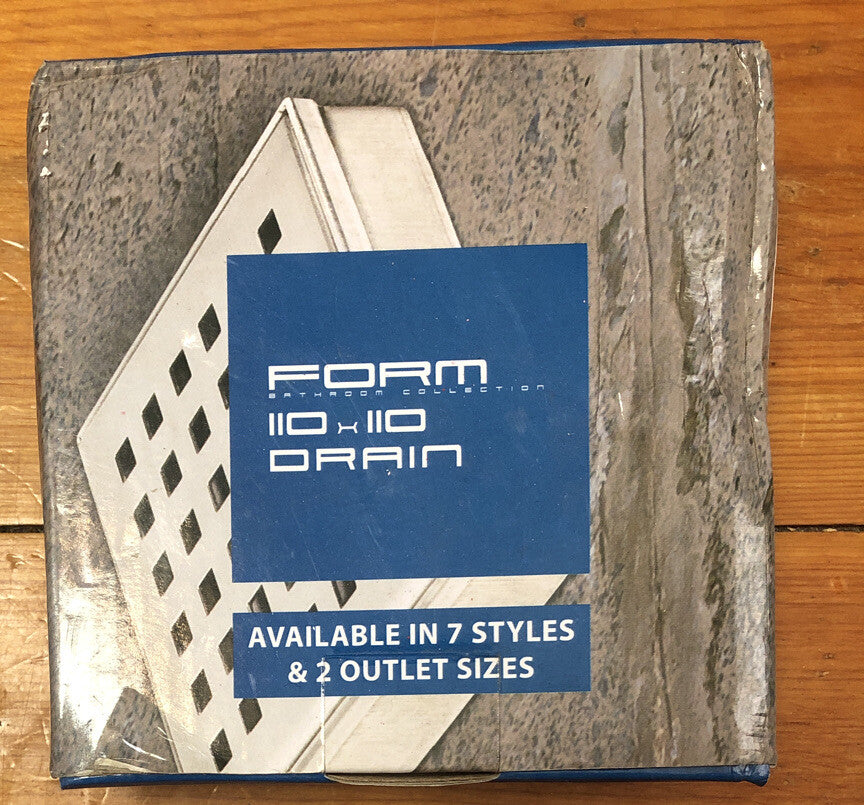 FORM
BATHROOM COLLECTION
110 x 110
DRAIN
AVAILABLE IN 7 STYLES
& 2 OUTLET SIZES